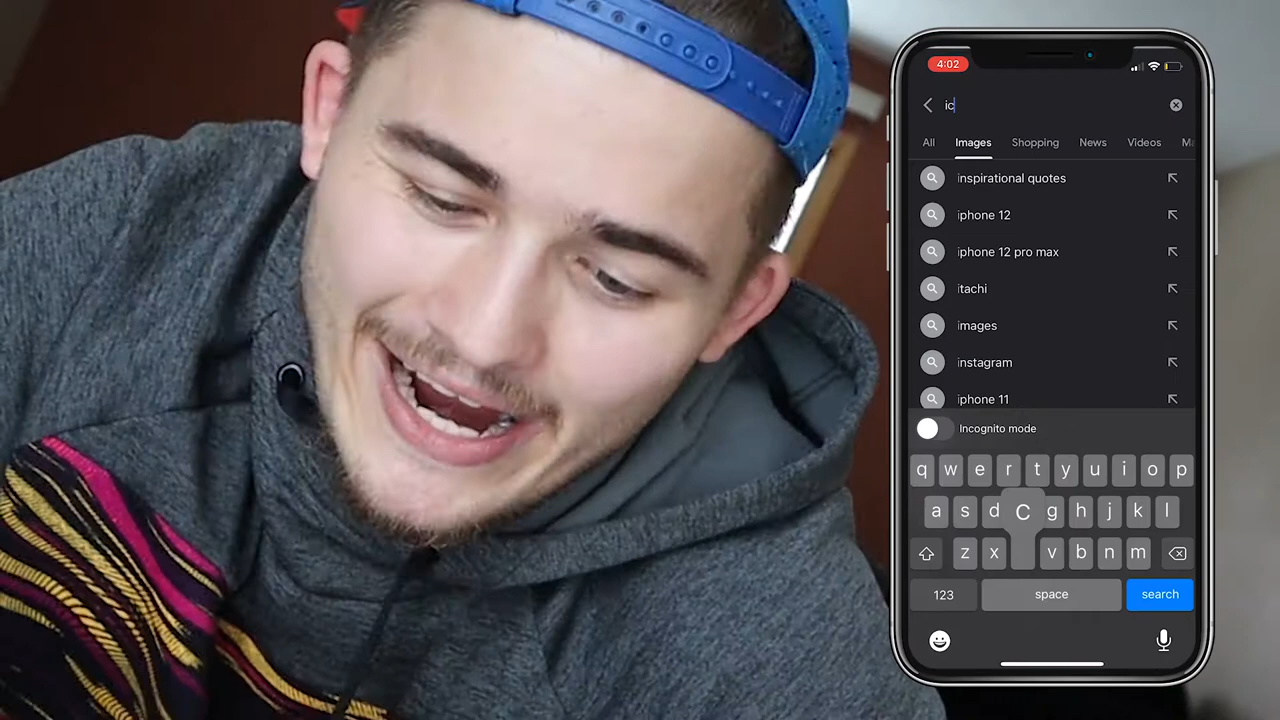 4:02
ic
All Images Shopping News Videos Ma
inspirational quotes
iphone 12
iphone 12 pro max
itachi
images
instagram
iphone 11
Incognito mode
q w e r t y u i o p
a s d C g h j k l
z x v b n m
123 space search